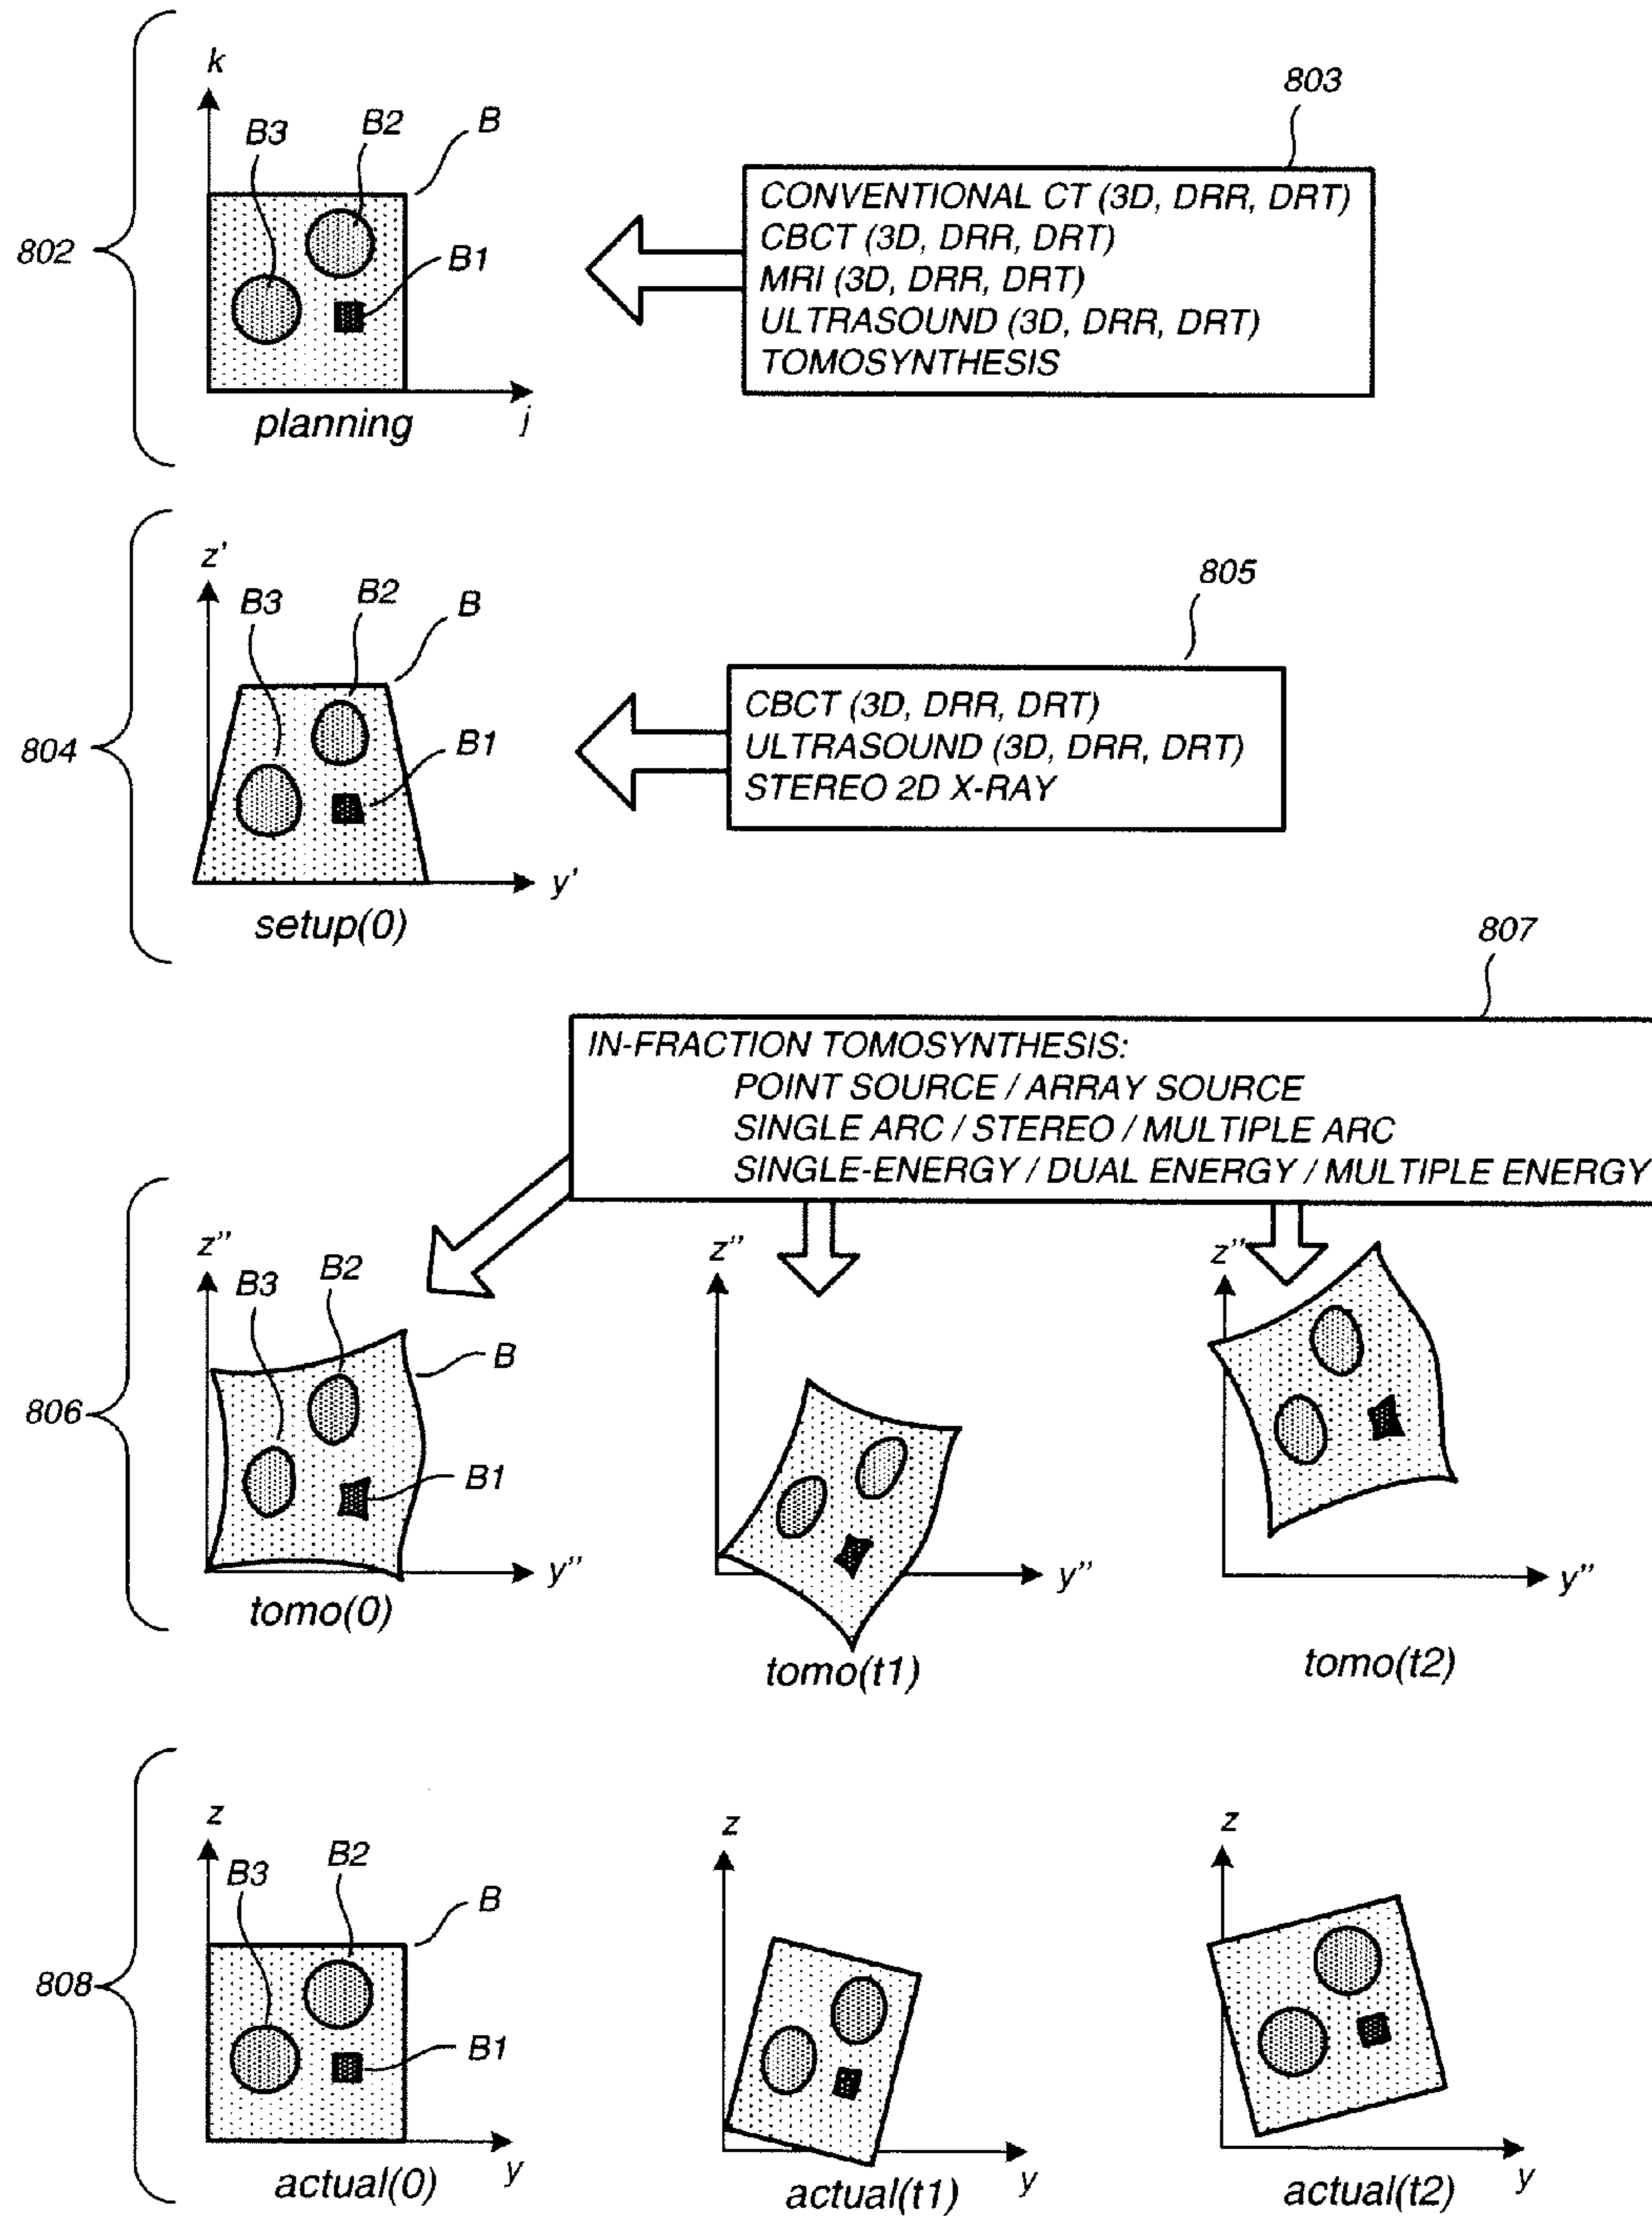 k
803
B3
B2
B
CONVENTIONAL CT (3D, DRR, DRT)
CBCT (3D, DRR, DRT)
MRI (3D, DRR, DRT)
ULTRASOUND (3D, DRR, DRT)
TOMOSYNTHESIS
802
B1
planning
j
z'
805
B3
B2
B
CBCT (3D, DRR, DRT)
ULTRASOUND (3D, DRR, DRT)
STEREO 2D X-RAY
804
B1
y'
setup(0)
807
IN-FRACTION TOMOSYNTHESIS:
POINT SOURCE / ARRAY SOURCE
SINGLE ARC / STEREO / MULTIPLE ARC
SINGLE-ENERGY / DUAL ENERGY / MULTIPLE ENERGY
z''
z''
z''
B3
B2
B
806
B1
y''
y''
y''
tomo(0)
tomo(t1)
tomo(t2)
z
z
z
B3
B2
B
808
B1
y
y
y
actual(0)
actual(t1)
actual(t2)